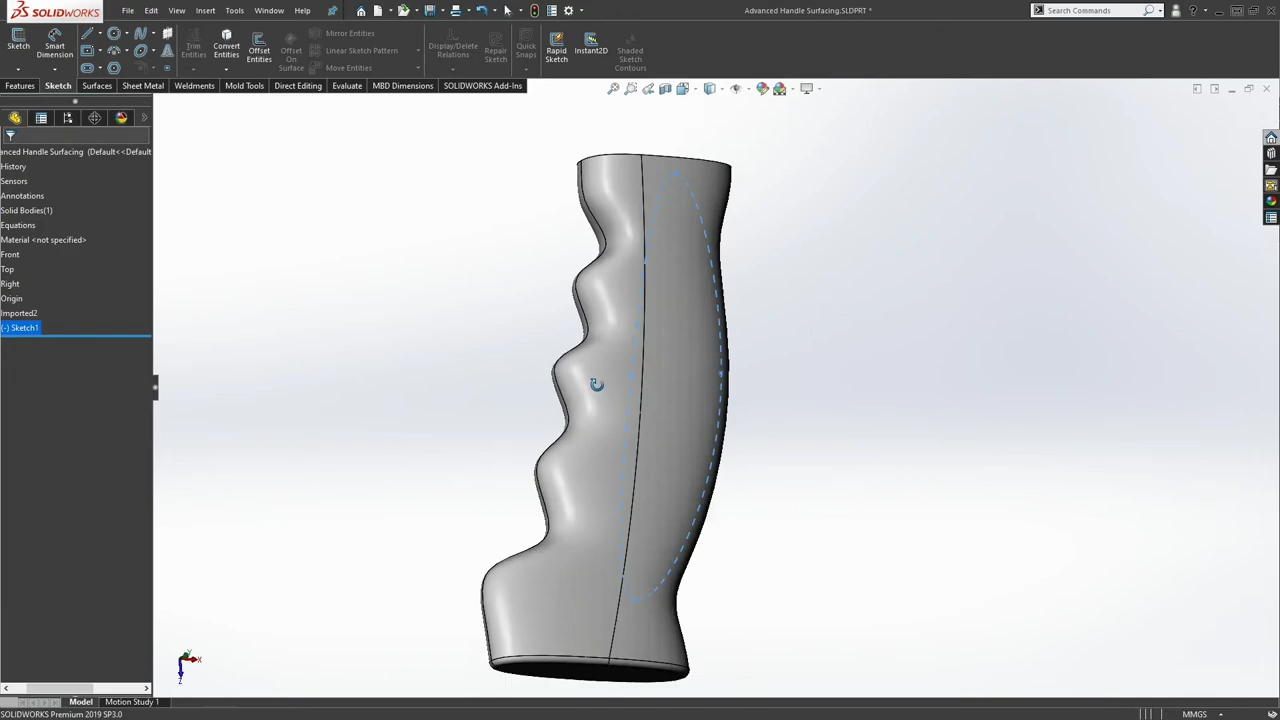 SOLIDWORKS
File Edit View Insert Tools Window Help
Advanced Handle Surfacing.SLDPRT *
Search Commands
Sketch
Smart Dimension
Trim Entities
Convert Entities
Offset Entities
Offset On Surface
Mirror Entities
Linear Sketch Pattern
Move Entities
Display/Delete Relations
Repair Sketch
Quick Snaps
Rapid Sketch
Instant2D
Shaded Sketch Contours
Features Sketch Surfaces Sheet Metal Weldments Mold Tools Direct Editing Evaluate MBD Dimensions SOLIDWORKS Add-Ins
anced Handle Surfacing (Default<<Default
History
Sensors
Annotations
Solid Bodies(1)
Equations
Material <not specified>
Front
Top
Right
Origin
Imported2
(-) Sketch1
Y
X
Z
Model Motion Study 1
SOLIDWORKS Premium 2019 SP3.0
MMGS